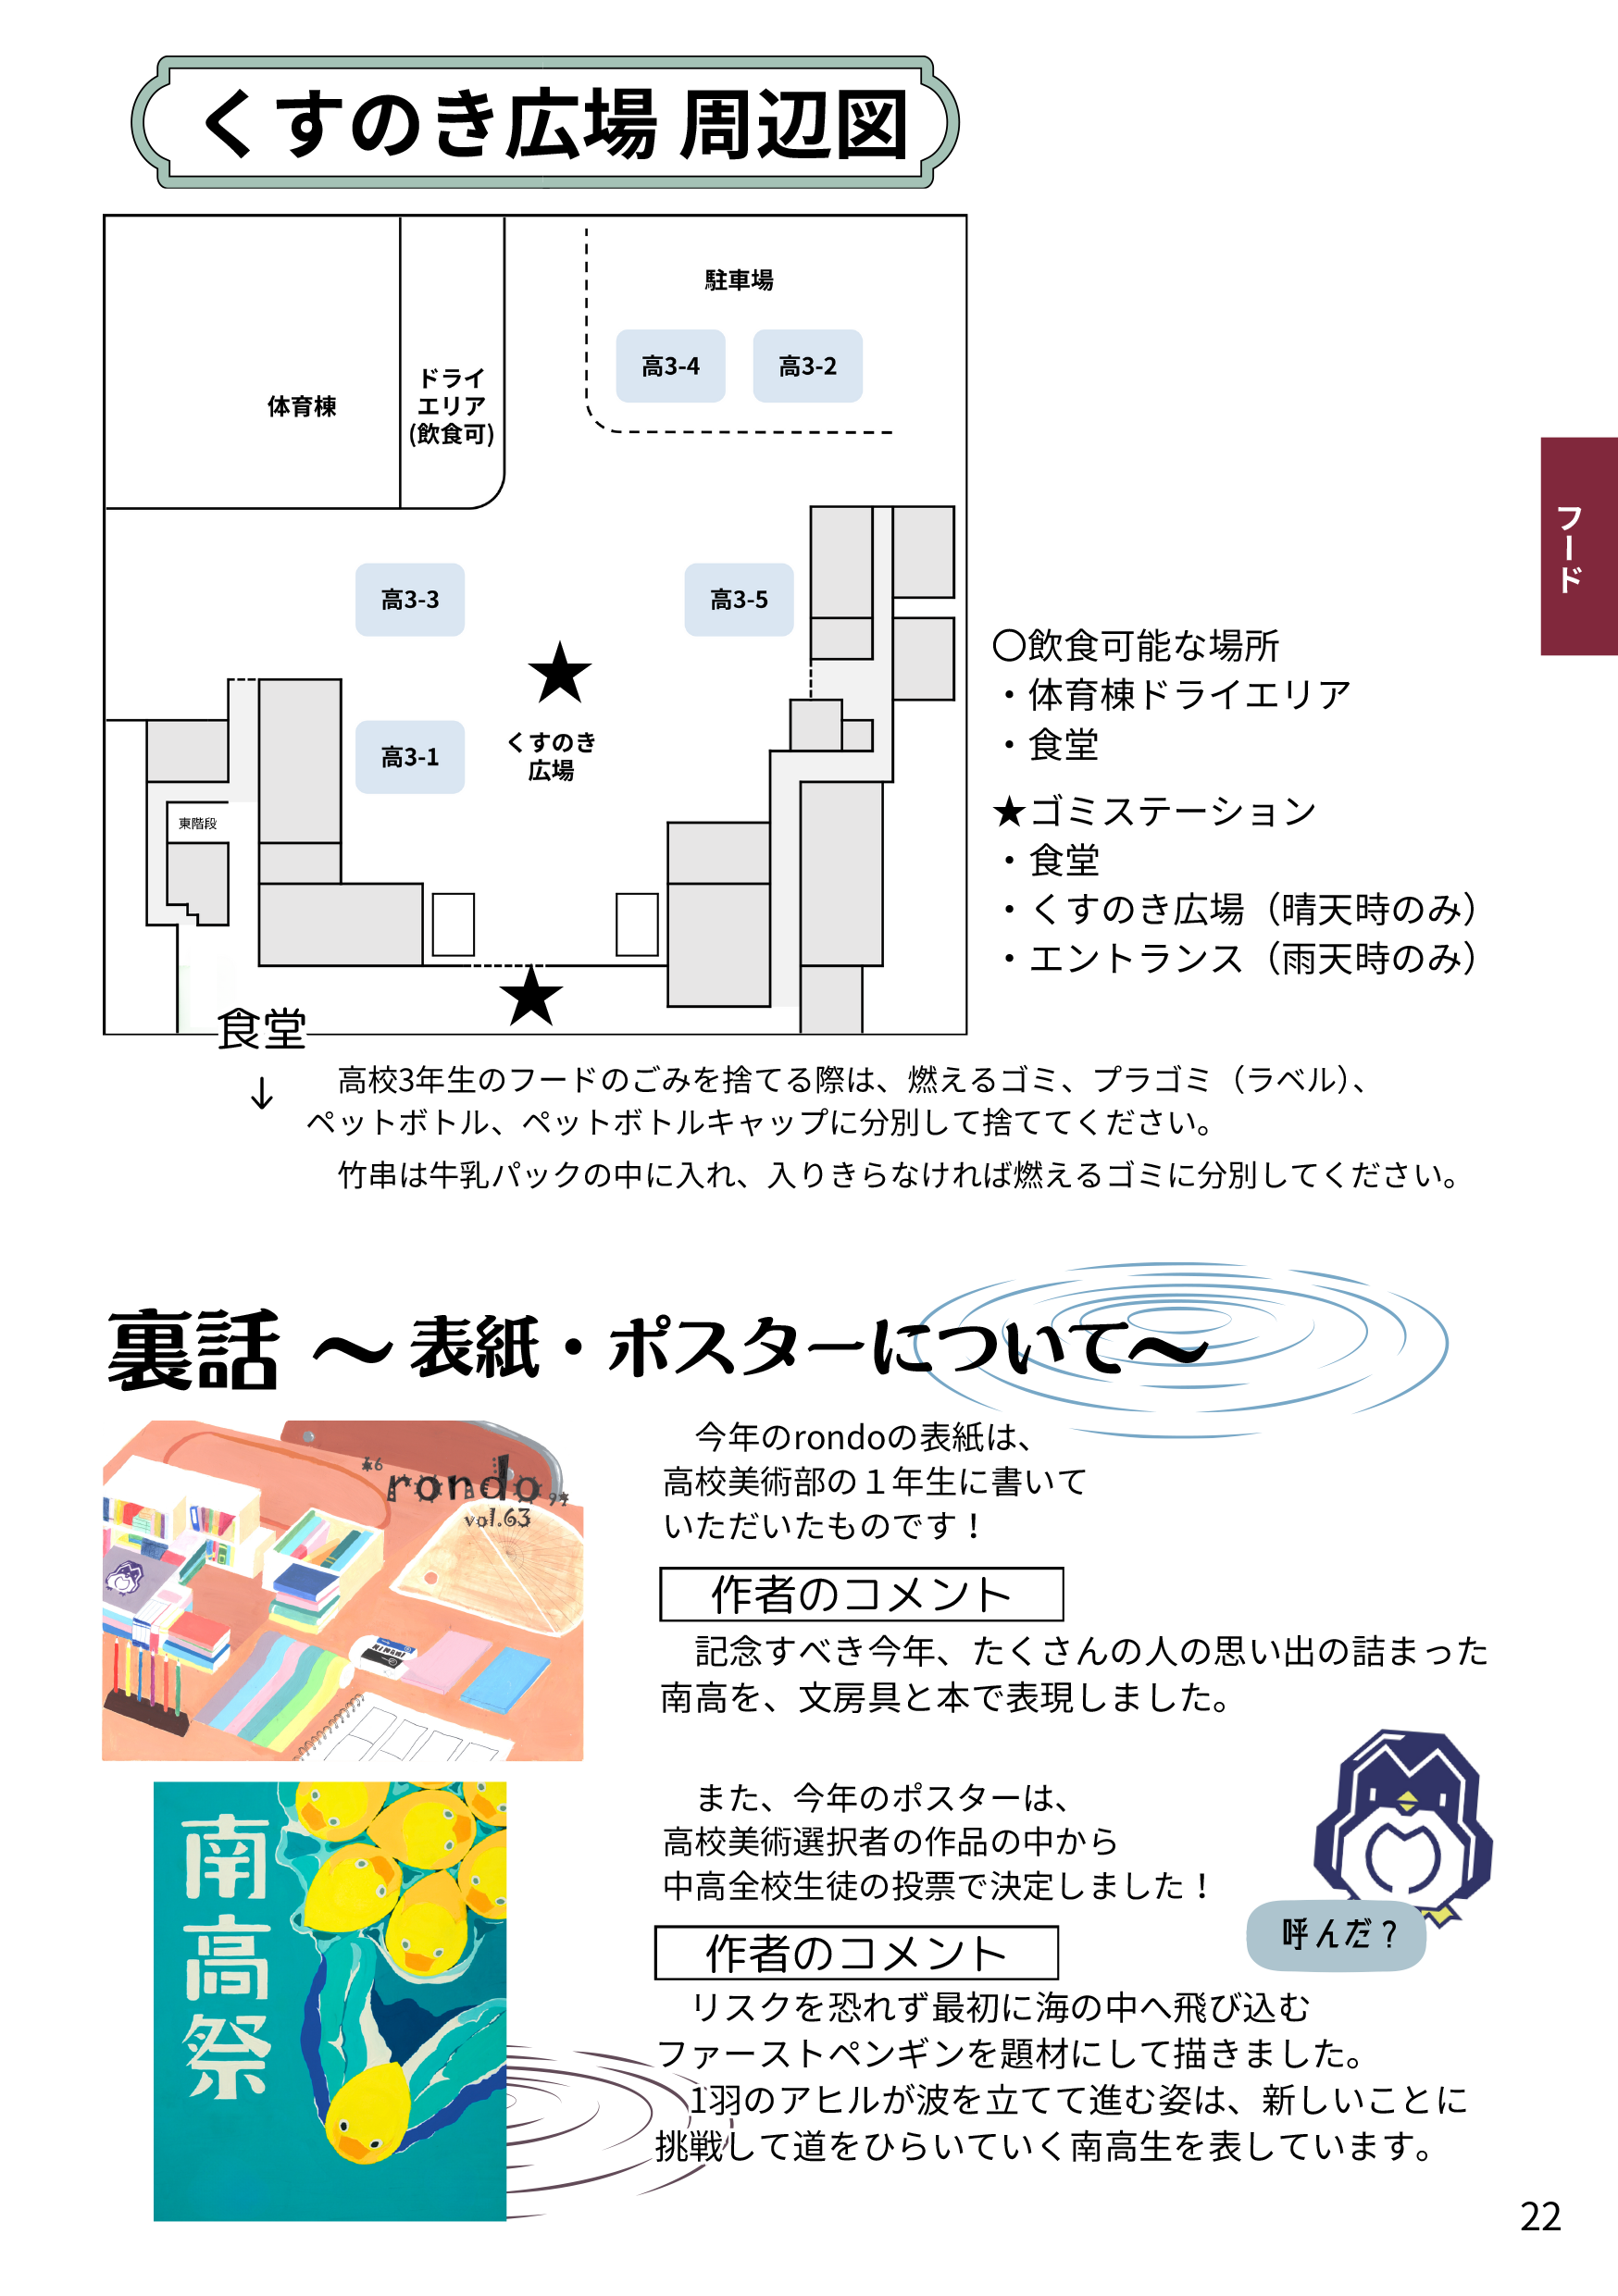 くすのき広場 周辺図
駐車場
高3-4
高3-2
体育棟
ドライ
エリア
(飲食可)
高3-3
高3-5
高3-1
くすのき
広場
東階段
食堂
↓
フード
〇飲食可能な場所
・体育棟ドライエリア
・食堂
★ゴミステーション
・食堂
・くすのき広場（晴天時のみ）
・エントランス（雨天時のみ）
高校3年生のフードのごみを捨てる際は、燃えるゴミ、プラゴミ（ラベル）、
ペットボトル、ペットボトルキャップに分別して捨ててください。
竹串は牛乳パックの中に入れ、入りきらなければ燃えるゴミに分別してください。
裏話 〜表紙・ポスターについて〜
rondo
vol.63
今年のrondoの表紙は、
高校美術部の１年生に書いて
いただいたものです！
作者のコメント
記念すべき今年、たくさんの人の思い出の詰まった
南高を、文房具と本で表現しました。
南高祭
また、今年のポスターは、
高校美術選択者の作品の中から
中高全校生徒の投票で決定しました！
呼んだ？
作者のコメント
リスクを恐れず最初に海の中へ飛び込む
ファーストペンギンを題材にして描きました。
1羽のアヒルが波を立てて進む姿は、新しいことに
挑戦して道をひらいていく南高生を表しています。
22